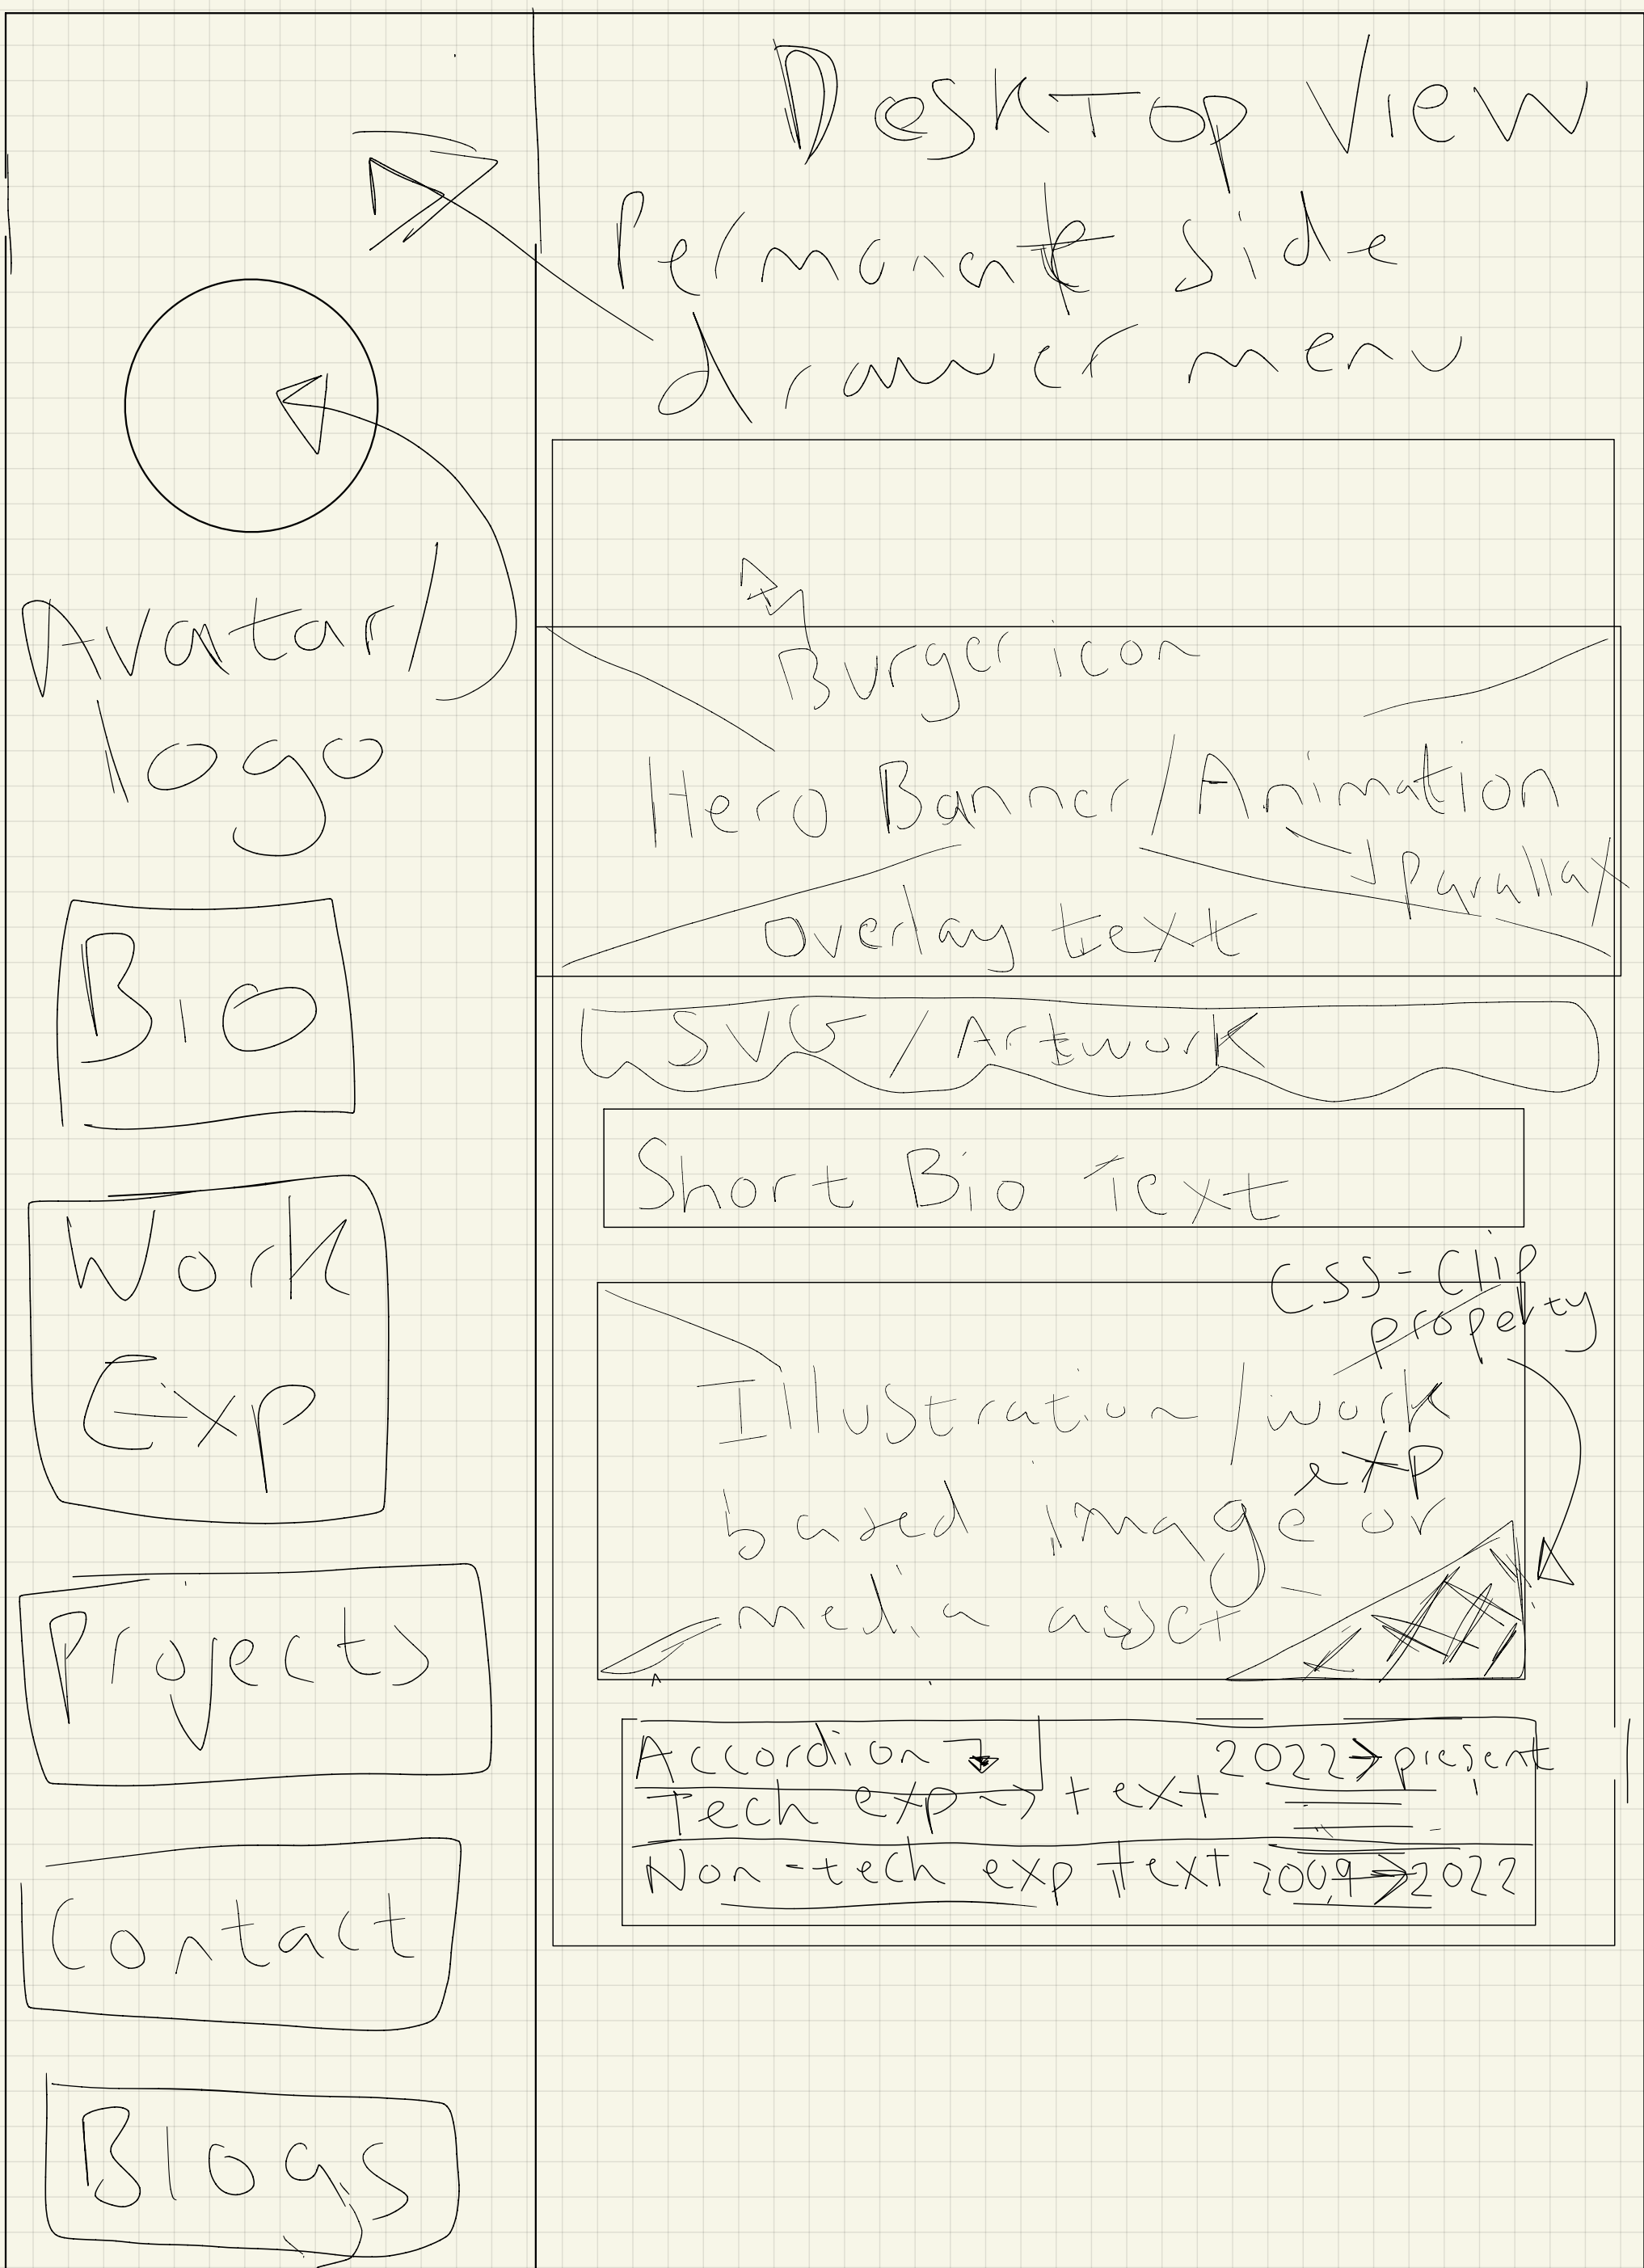 Desktop View
Permanate side
drawer menu
Avatar/
logo
Bio
Work
Exp
Projects
Contact
Blogs
Burger icon
Hero Banner/Animation
Parallax
Overlay text
SVG/Artwork
Short Bio Text
CSS-Clip
property
Illustration/work
exp
based image or
media asset
Accordion
2022→present
Tech exp → text
Non-tech exp text 2009→2022